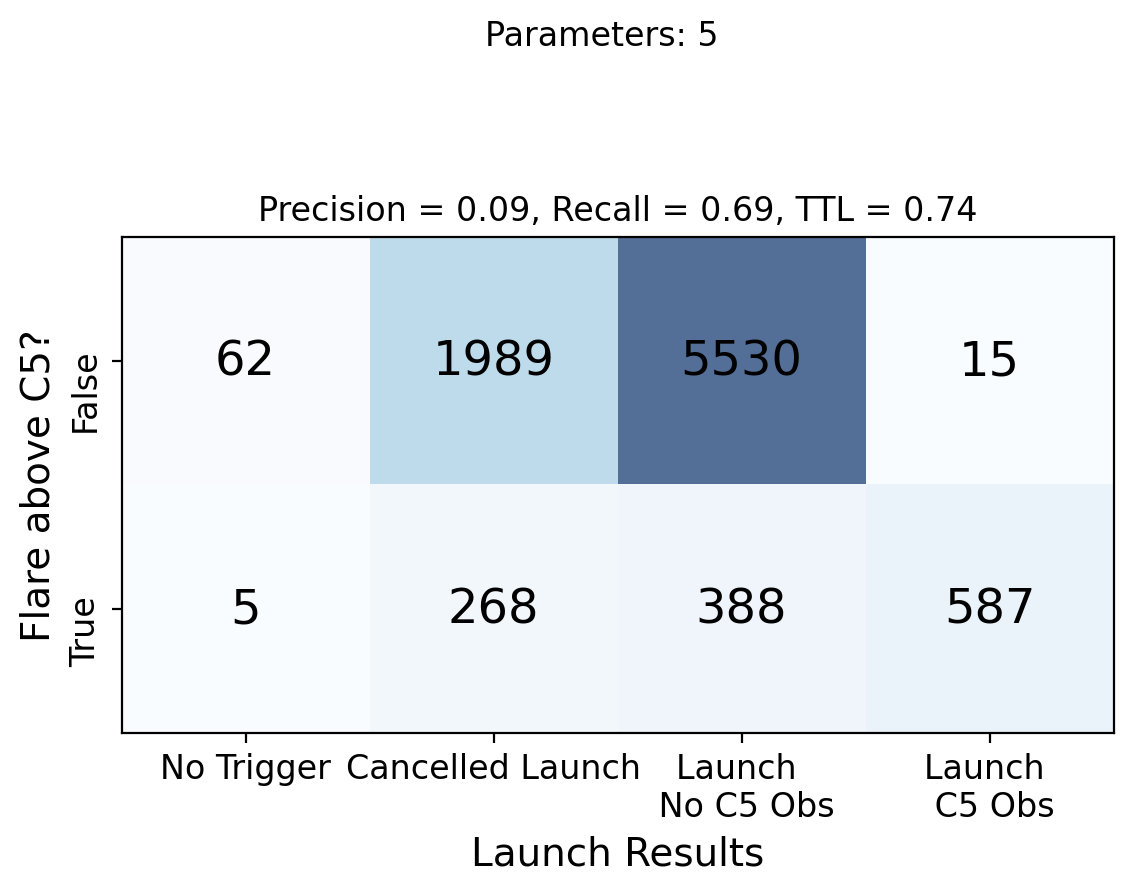 Parameters: 5
Precision = 0.09, Recall = 0.69, TTL = 0.74
Flare above C5?
False
62
1989
5530
15
True
5
268
388
587
No Trigger
Cancelled Launch
Launch
No C5 Obs
Launch
C5 Obs
Launch Results